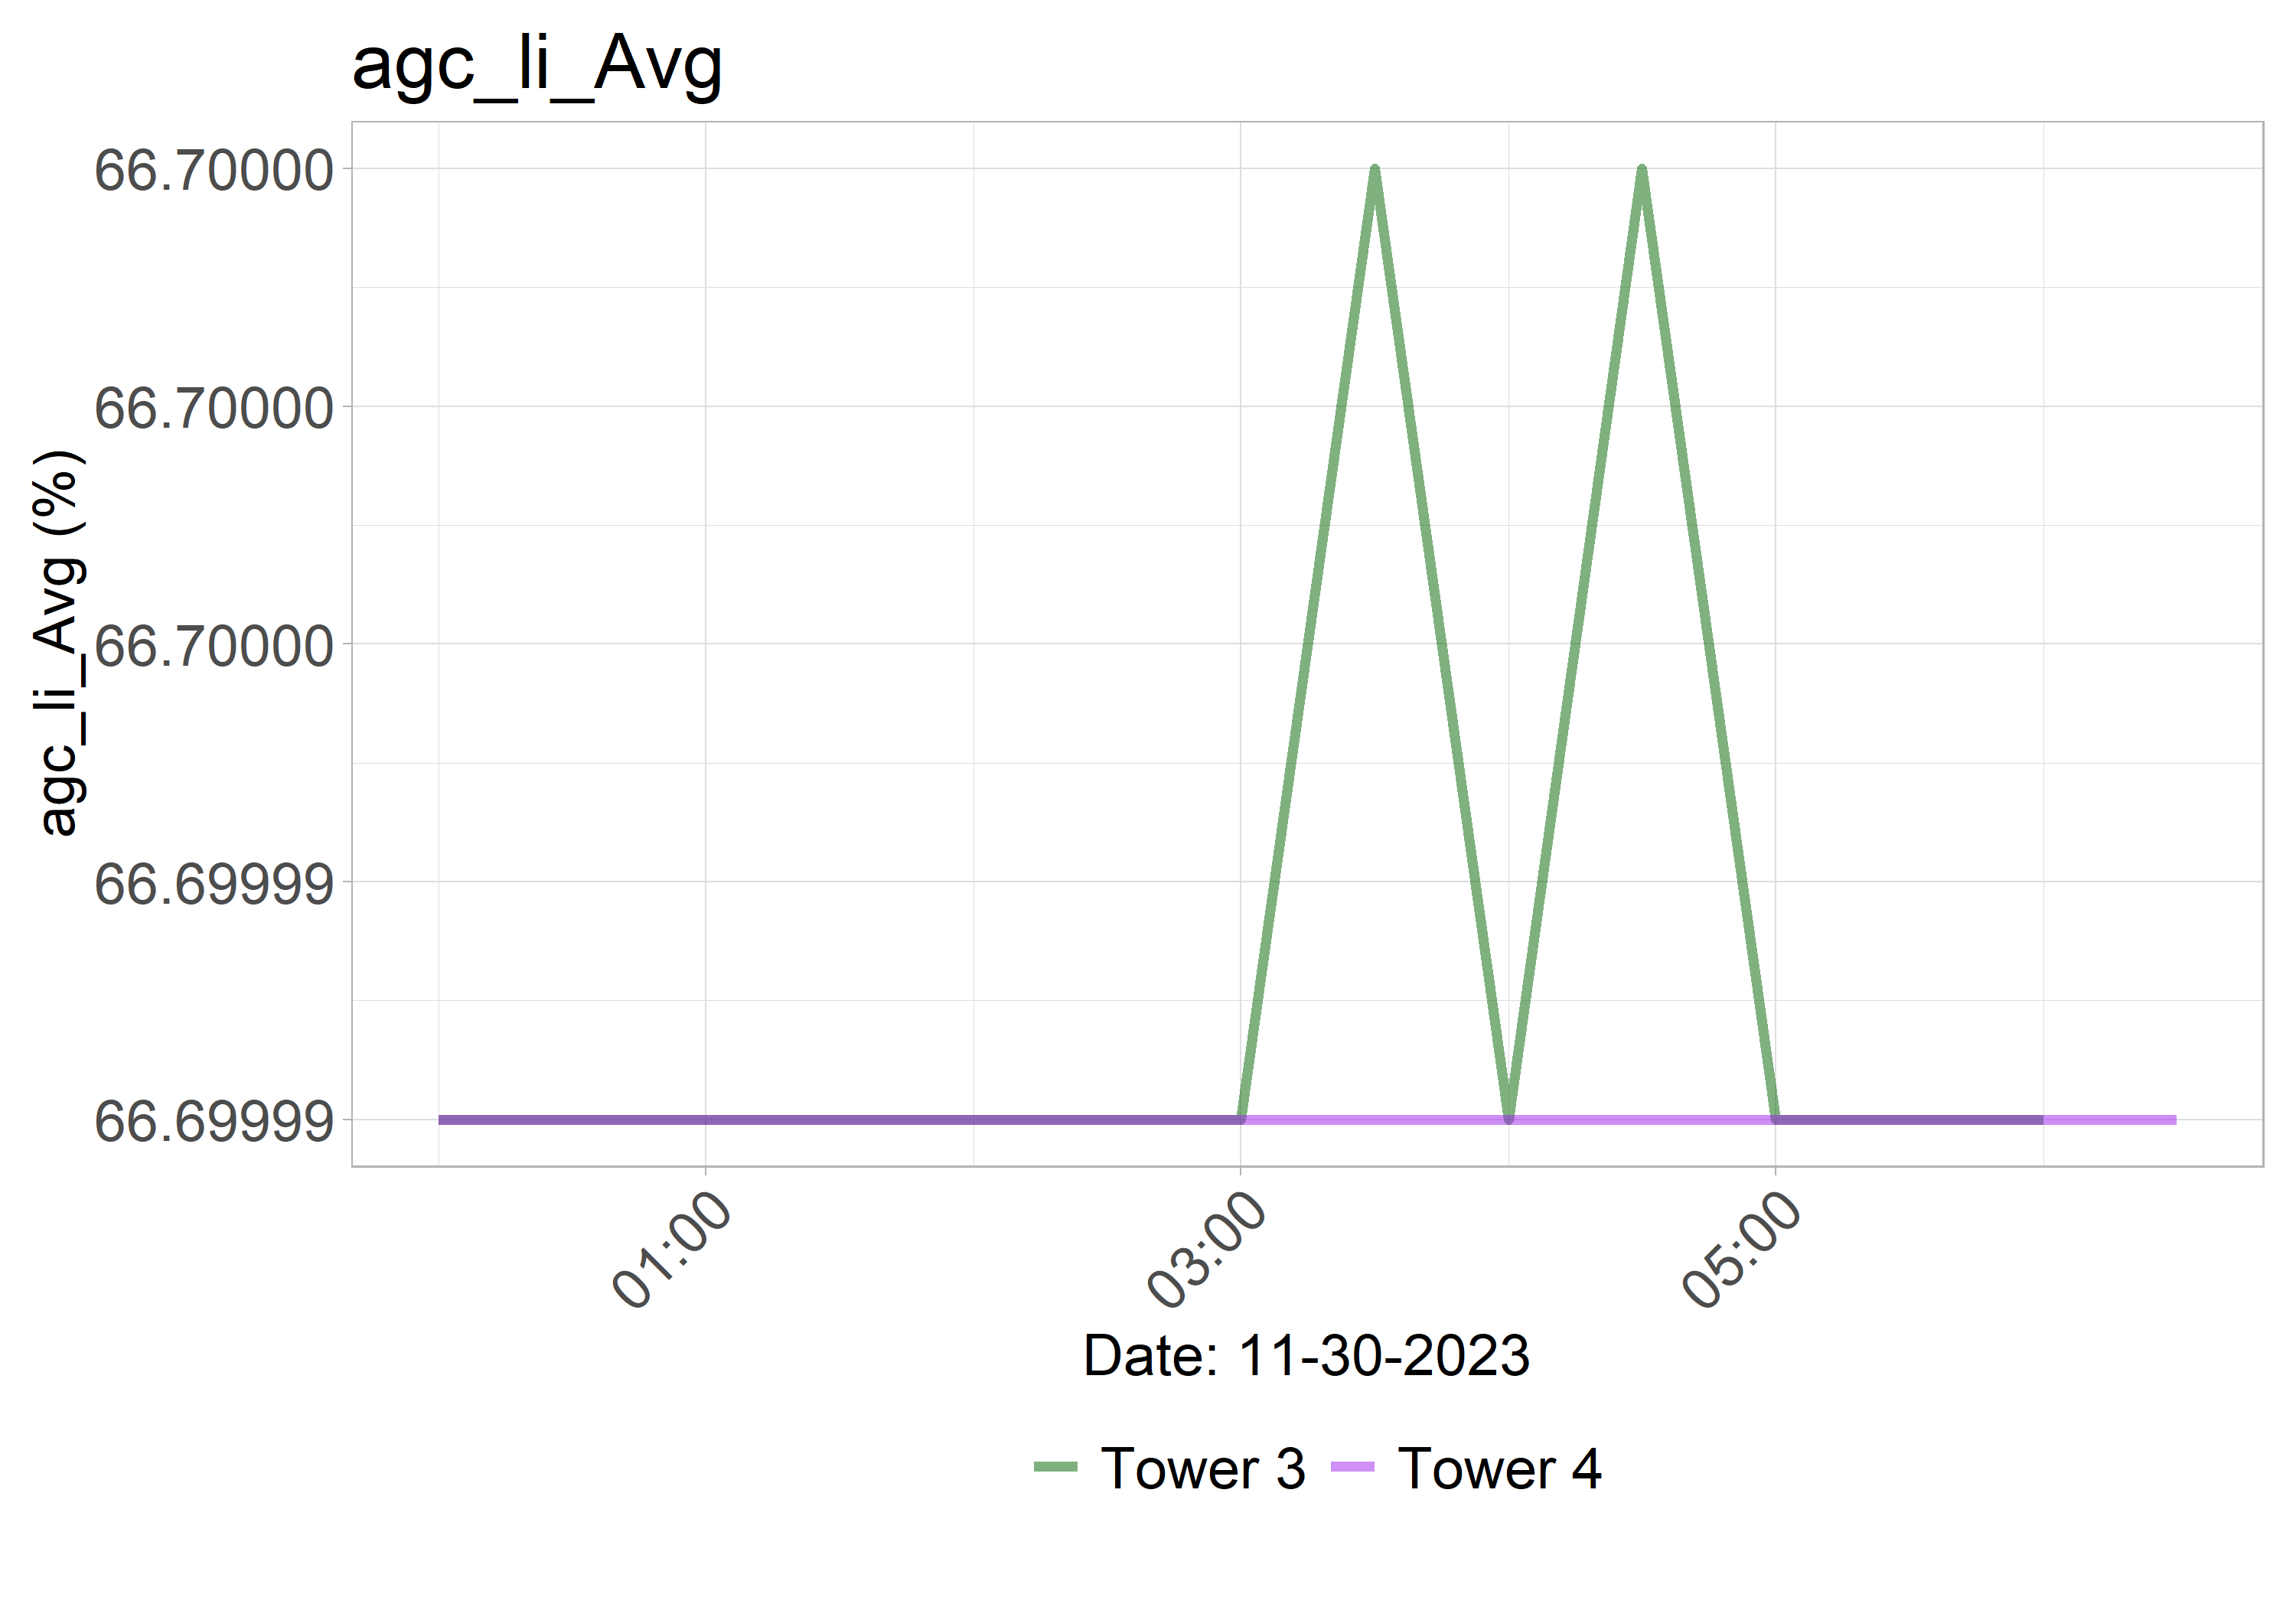 agc_li_Avg
agc_li_Avg (%)
66.70000
66.70000
66.70000
66.69999
66.69999
01:00
03:00
05:00
Date: 11-30-2023
Tower 3
Tower 4